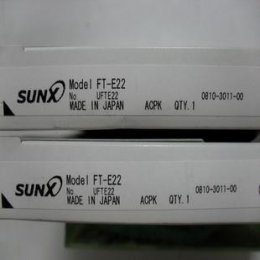 SUNX Model FT-E22
No UFTE22 0810-3011-00
MADE IN JAPAN ACPK QTY.1
SUNX Model FT-E22
No UFTE22 0810-3011-00
MADE IN JAPAN ACPK QTY.1